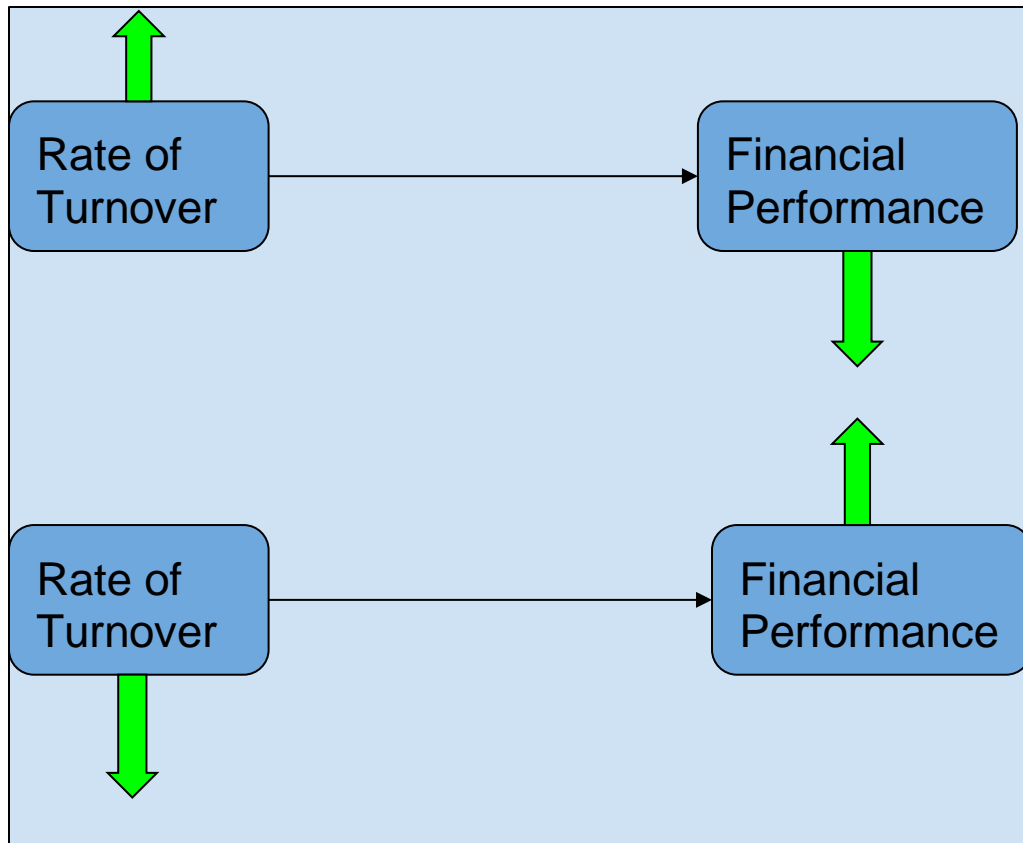 Rate of
Turnover
Financial
Performance
Rate of
Turnover
Financial
Performance